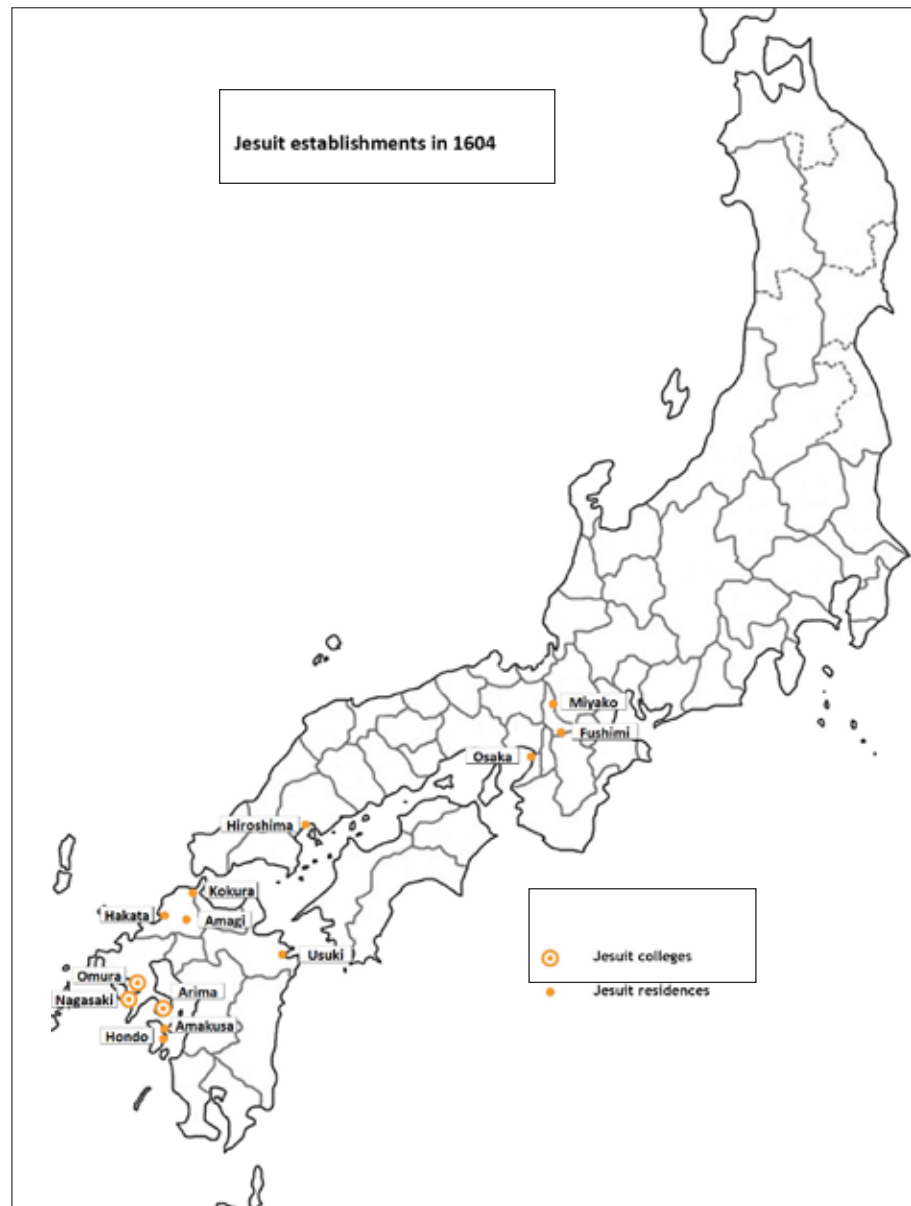 Jesuit establishments in 1604
Miyako
Fushimi
Osaka
Hiroshima
Kokura
Hakata
Amagi
Usuki
Omura
Nagasaki
Arima
Amakusa
Hondo
Jesuit colleges
Jesuit residences